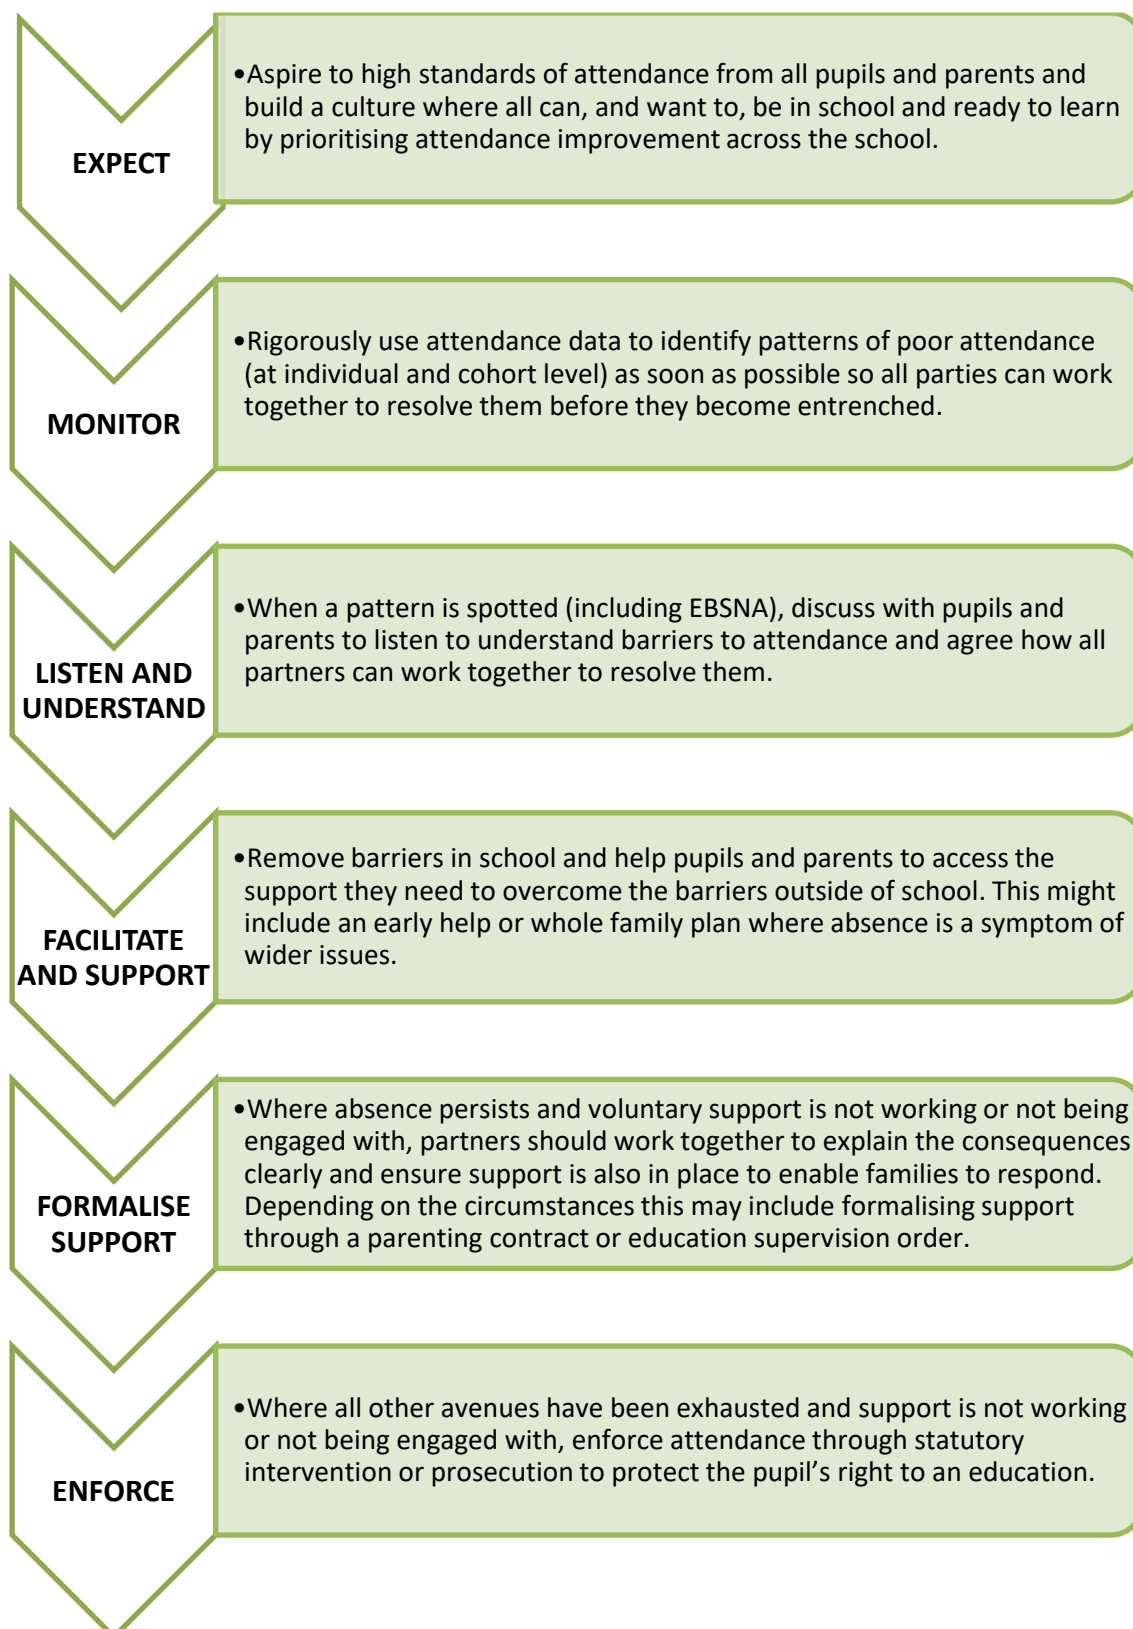 EXPECT
•Aspire to high standards of attendance from all pupils and parents and
build a culture where all can, and want to, be in school and ready to learn
by prioritising attendance improvement across the school.
MONITOR
•Rigorously use attendance data to identify patterns of poor attendance
(at individual and cohort level) as soon as possible so all parties can work
together to resolve them before they become entrenched.
LISTEN AND
UNDERSTAND
•When a pattern is spotted (including EBSNA), discuss with pupils and
parents to listen to understand barriers to attendance and agree how all
partners can work together to resolve them.
FACILITATE
AND SUPPORT
•Remove barriers in school and help pupils and parents to access the
support they need to overcome the barriers outside of school. This might
include an early help or whole family plan where absence is a symptom of
wider issues.
FORMALISE
SUPPORT
•Where absence persists and voluntary support is not working or not being
engaged with, partners should work together to explain the consequences
clearly and ensure support is also in place to enable families to respond.
Depending on the circumstances this may include formalising support
through a parenting contract or education supervision order.
ENFORCE
•Where all other avenues have been exhausted and support is not working
or not being engaged with, enforce attendance through statutory
intervention or prosecution to protect the pupil’s right to an education.